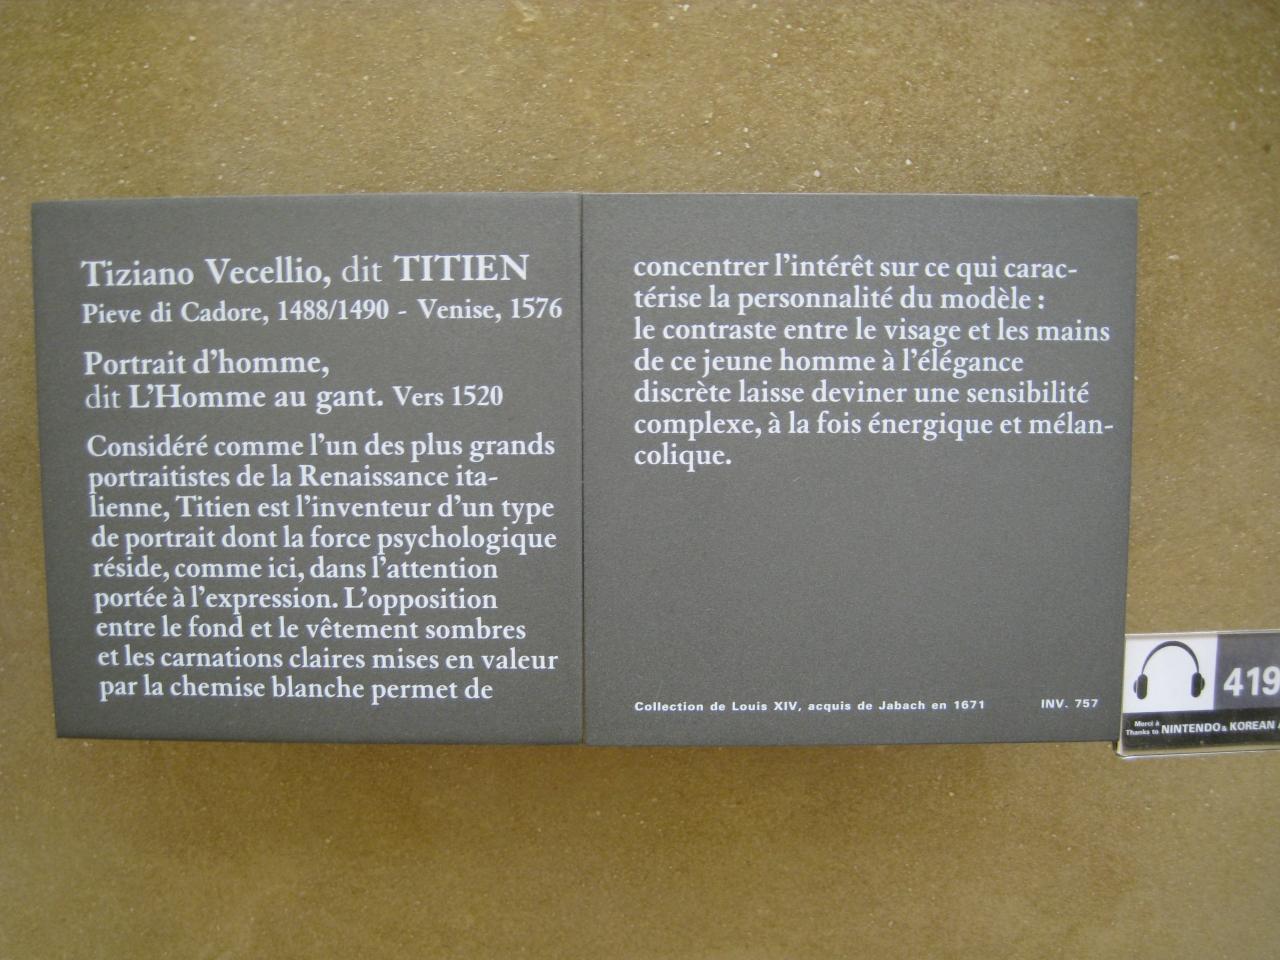 Tiziano Vecellio, dit TITIEN
Pieve di Cadore, 1488/1490 - Venise, 1576
Portrait d'homme,
dit L'Homme au gant. Vers 1520
Considéré comme l'un des plus grands
portraitistes de la Renaissance ita-
lienne, Titien est l'inventeur d'un type
de portrait dont la force psychologique
réside, comme ici, dans l'attention
portée à l'expression. L'opposition
entre le fond et le vêtement sombres
et les carnations claires mises en valeur
par la chemise blanche permet de
concentrer l'intérêt sur ce qui carac-
térise la personnalité du modèle :
le contraste entre le visage et les mains
de ce jeune homme à l'élégance
discrète laisse deviner une sensibilité
complexe, à la fois énergique et mélan-
colique.
Collection de Louis XIV, acquis de Jabach en 1671 INV. 757
419
Merci à
Thanks to NINTENDO & KOREAN